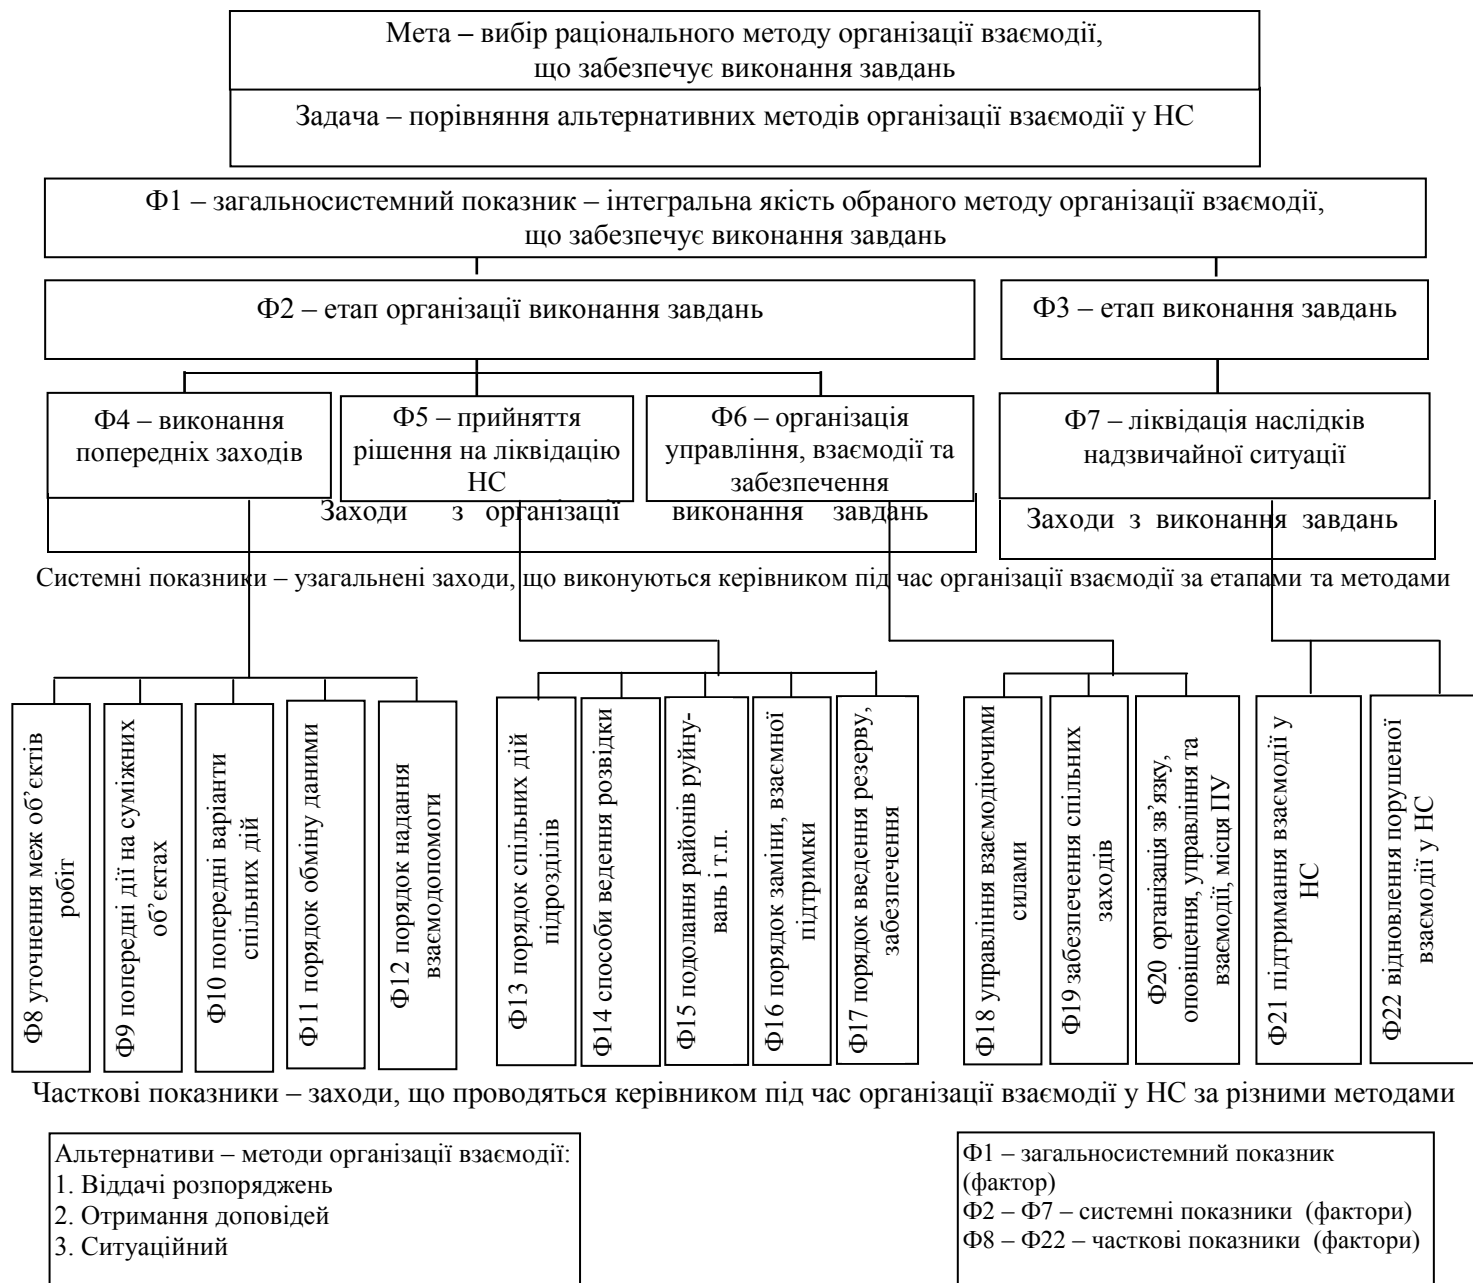 Мета – вибір раціонального методу організації взаємодії,
що забезпечує виконання завдань
Задача – порівняння альтернативних методів організації взаємодії у НС
Ф1 – загальносистемний показник – інтегральна якість обраного методу організації взаємодії,
що забезпечує виконання завдань
Ф2 – етап організації виконання завдань
Ф3 – етап виконання завдань
Ф4 – виконання
попередніх заходів
Ф5 – прийняття
рішення на ліквідацію
НС
Ф6 – організація
управління, взаємодії та
забезпечення
Ф7 – ліквідація наслідків
надзвичайної ситуації
Заходи з організації виконання завдань
Заходи з виконання завдань
Системні показники – узагальнені заходи, що виконуються керівником під час організації взаємодії за етапами та методами
Ф8 уточнення меж об’єктів
робіт
Ф9 попередні дії на суміжних
об’єктах
Ф10 попередні варіанти
спільних дій
Ф11 порядок обміну даними
Ф12 порядок надання
взаємодопомоги
Ф13 порядок спільних дій
підрозділів
Ф14 способи ведення розвідки
Ф15 подолання районів руйну-
вань і т.п.
Ф16 порядок заміни, взаємної
підтримки
Ф17 порядок введення резерву,
забезпечення
Ф18 управління взаємодіючими
силами
Ф19 забезпечення спільних
заходів
Ф20 організація зв’язку,
оповіщення, управління та
взаємодії, місця ПУ
Ф21 підтримання взаємодії у
НС
Ф22 відновлення порушеної
взаємодії у НС
Часткові показники – заходи, що проводяться керівником під час організації взаємодії у НС за різними методами
Альтернативи – методи організації взаємодії:
1. Віддачі розпоряджень
2. Отримання доповідей
3. Ситуаційний
Ф1 – загальносистемний показник
(фактор)
Ф2 – Ф7 – системні показники (фактори)
Ф8 – Ф22 – часткові показники (фактори)